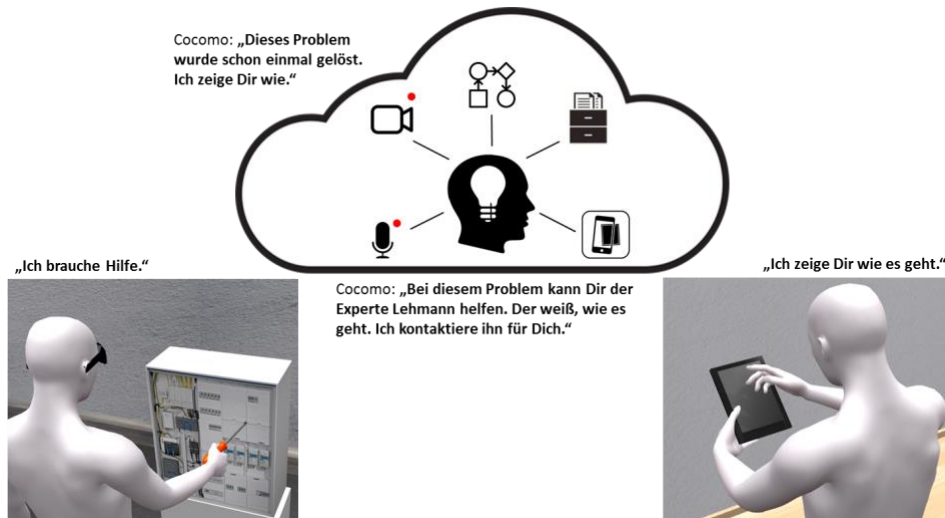 Cocomo: „Dieses Problem
wurde schon einmal gelöst.
Ich zeige Dir wie.“
„Ich brauche Hilfe.“
„Ich zeige Dir wie es geht.“
Cocomo: „Bei diesem Problem kann Dir der
Experte Lehmann helfen. Der weiß, wie es
geht. Ich kontaktiere ihn für Dich.“